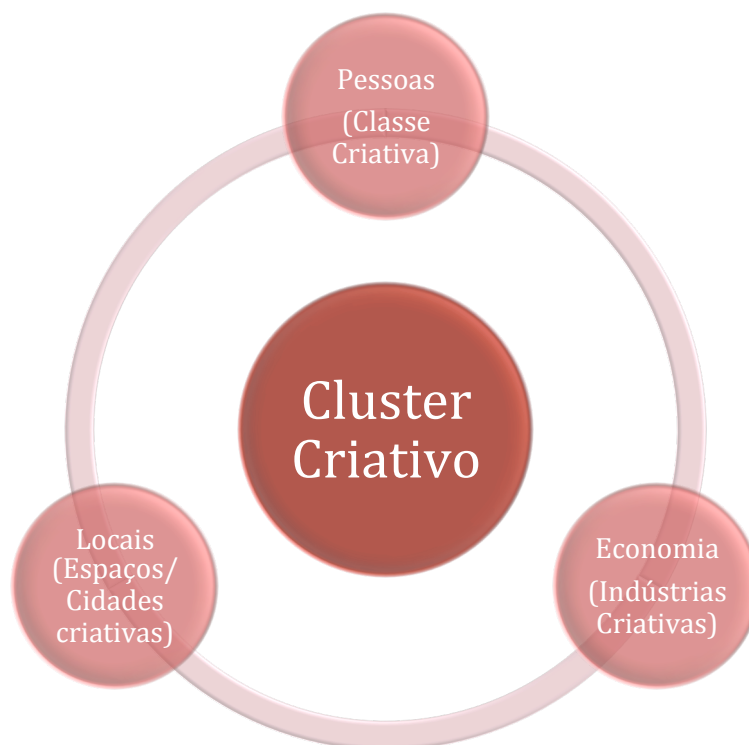 Pessoas
(Classe
Criativa)
Cluster
Criativo
Locais
(Espaços/
Cidades
criativas)
Economia
(Indústrias
Criativas)